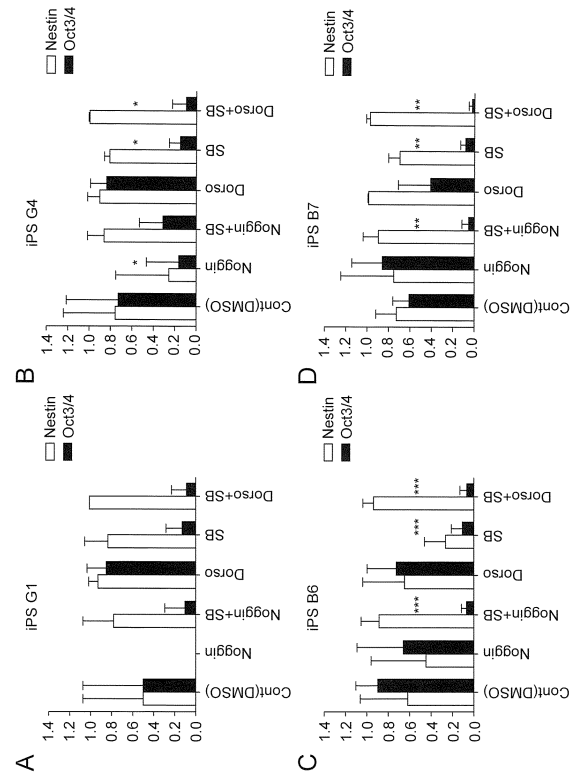 A
iPS G1
Nestin
Oct3/4
1.4
1.2
1.0
0.8
0.6
0.4
0.2
0.0
Cont(DMSO)
Noggin
Noggin+SB
Dorso
SB
Dorso+SB
B
iPS G4
Nestin
Oct3/4
1.4
1.2
1.0
0.8
0.6
0.4
0.2
0.0
*
*
*
Cont(DMSO)
Noggin
Noggin+SB
Dorso
SB
Dorso+SB
C
iPS B6
Nestin
Oct3/4
1.4
1.2
1.0
0.8
0.6
0.4
0.2
0.0
***
***
***
Cont(DMSO)
Noggin
Noggin+SB
Dorso
SB
Dorso+SB
D
iPS B7
Nestin
Oct3/4
1.4
1.2
1.0
0.8
0.6
0.4
0.2
0.0
**
**
**
Cont(DMSO)
Noggin
Noggin+SB
Dorso
SB
Dorso+SB